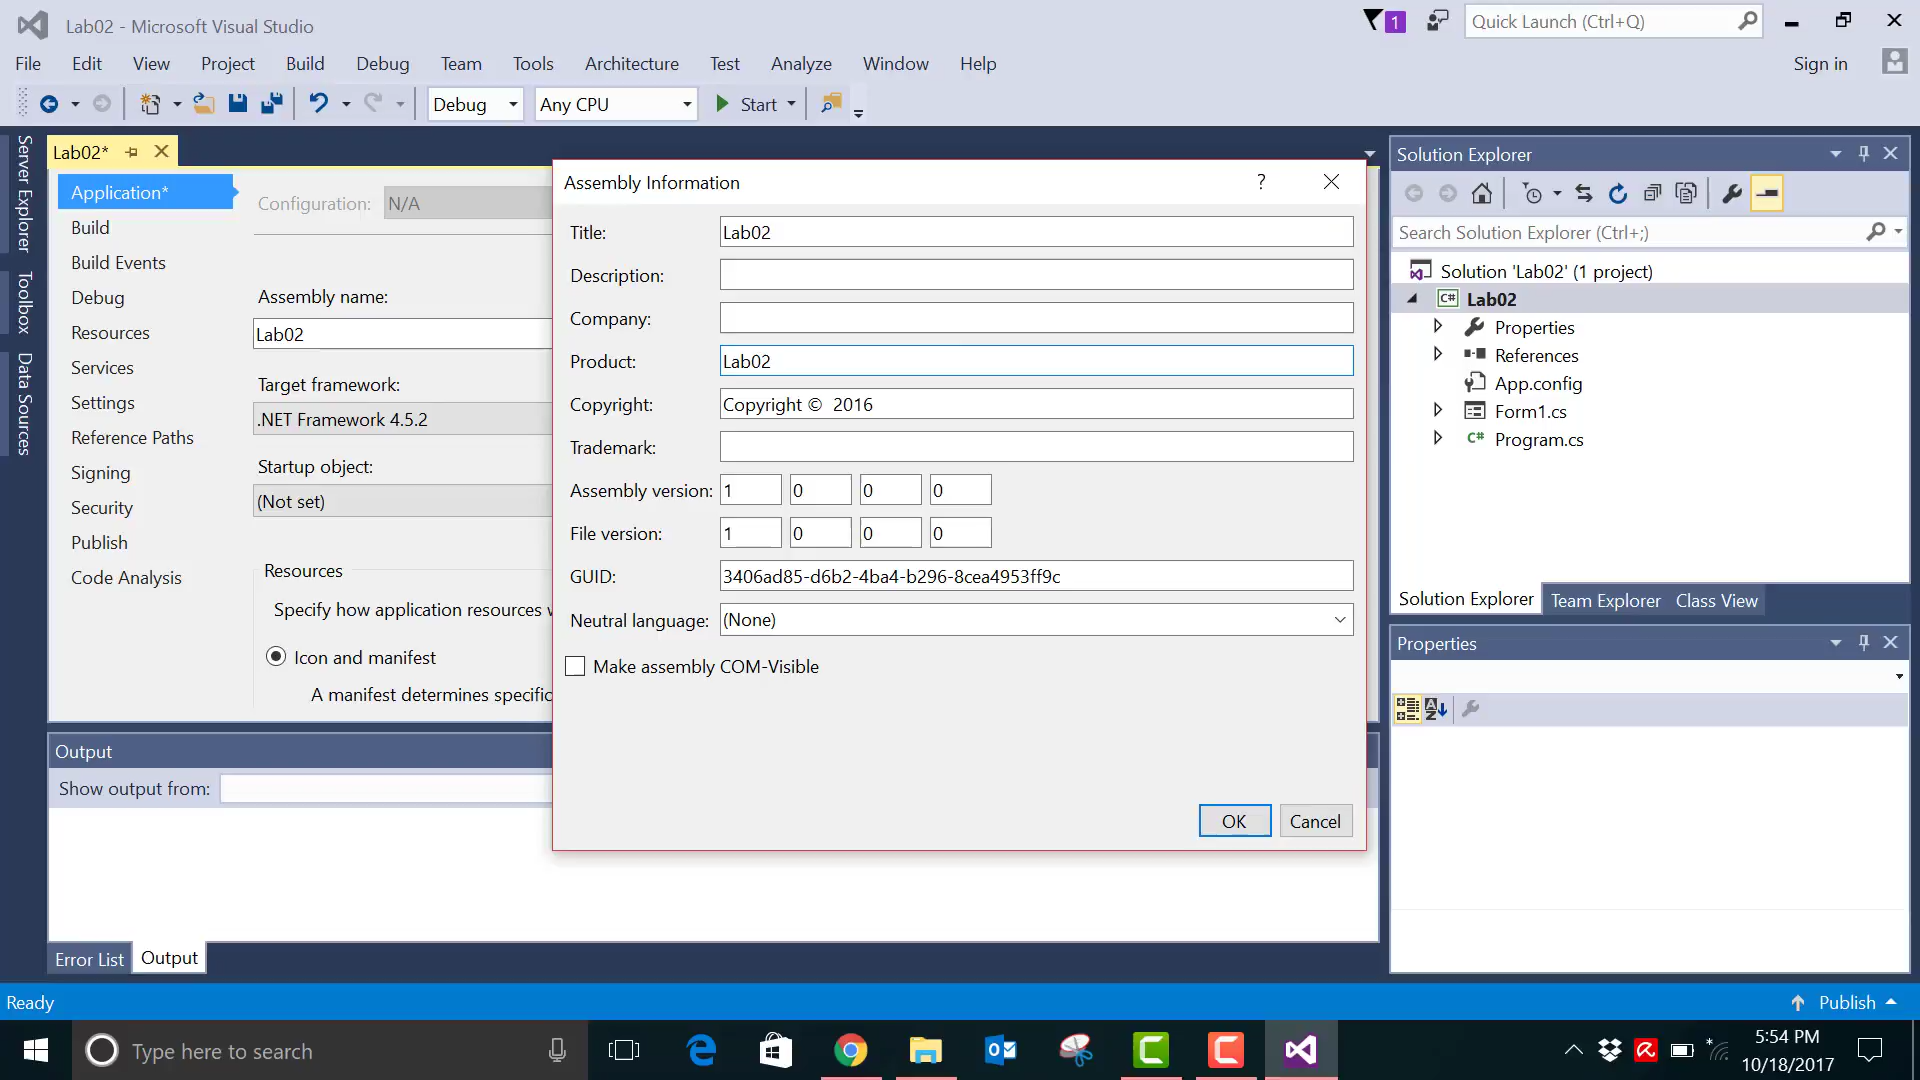 Lab02 - Microsoft Visual Studio
1
Quick Launch (Ctrl+Q)
File Edit View Project Build Debug Team Tools Architecture Test Analyze Window Help
Sign in
Debug
Any CPU
Start
Server Explorer
Toolbox
Data Sources
Lab02*
Application*
Build
Build Events
Debug
Resources
Services
Settings
Reference Paths
Signing
Security
Publish
Code Analysis
Configuration: N/A
Assembly name:
Lab02
Target framework:
.NET Framework 4.5.2
Startup object:
(Not set)
Resources
Specify how application resources w
Icon and manifest
A manifest determines specific
Assembly Information
?
Title: Lab02
Description:
Company:
Product: Lab02
Copyright: Copyright © 2016
Trademark:
Assembly version: 1 0 0 0
File version: 1 0 0 0
GUID: 3406ad85-d6b2-4ba4-b296-8cea4953ff9c
Neutral language: (None)
Make assembly COM-Visible
OK
Cancel
Solution Explorer
Search Solution Explorer (Ctrl+;)
Solution 'Lab02' (1 project)
C# Lab02
Properties
References
App.config
Form1.cs
C# Program.cs
Solution Explorer Team Explorer Class View
Properties
Output
Show output from:
Error List Output
Ready
Publish
Type here to search
5:54 PM
10/18/2017